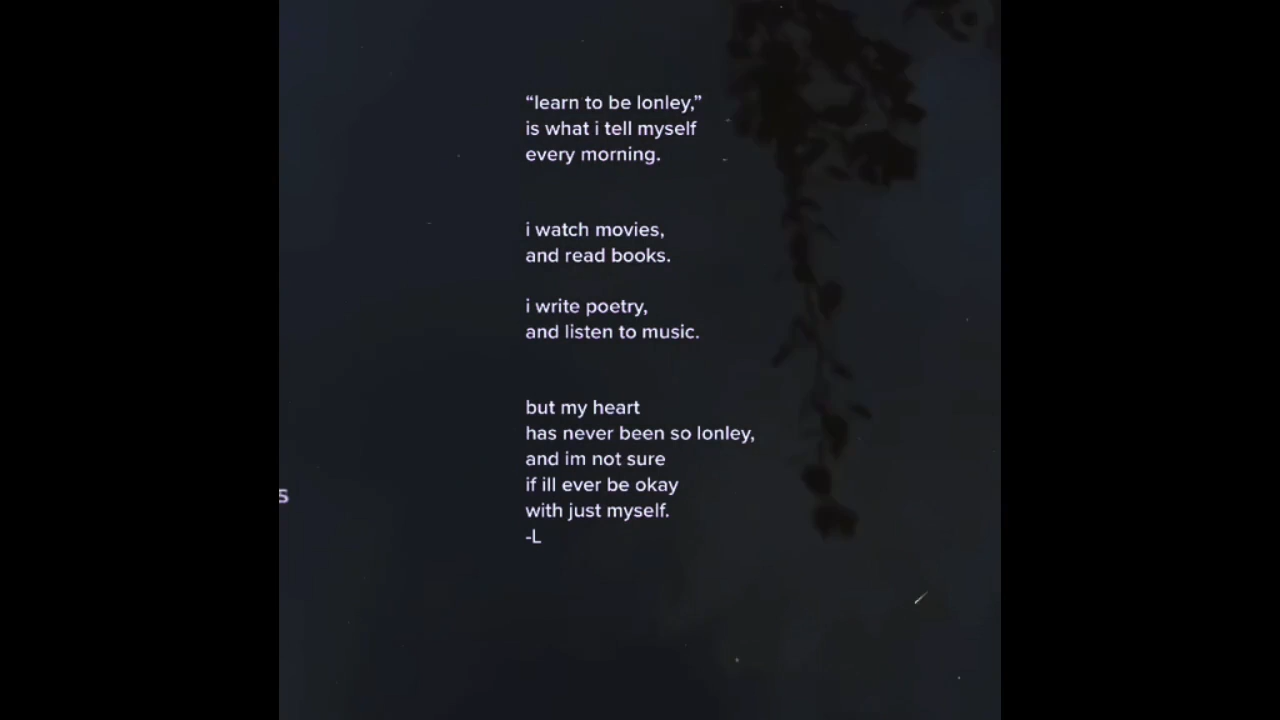 “learn to be lonley,”
is what i tell myself
every morning.
i watch movies,
and read books.
i write poetry,
and listen to music.
but my heart
has never been so lonley,
and im not sure
if ill ever be okay
with just myself.
-L
s